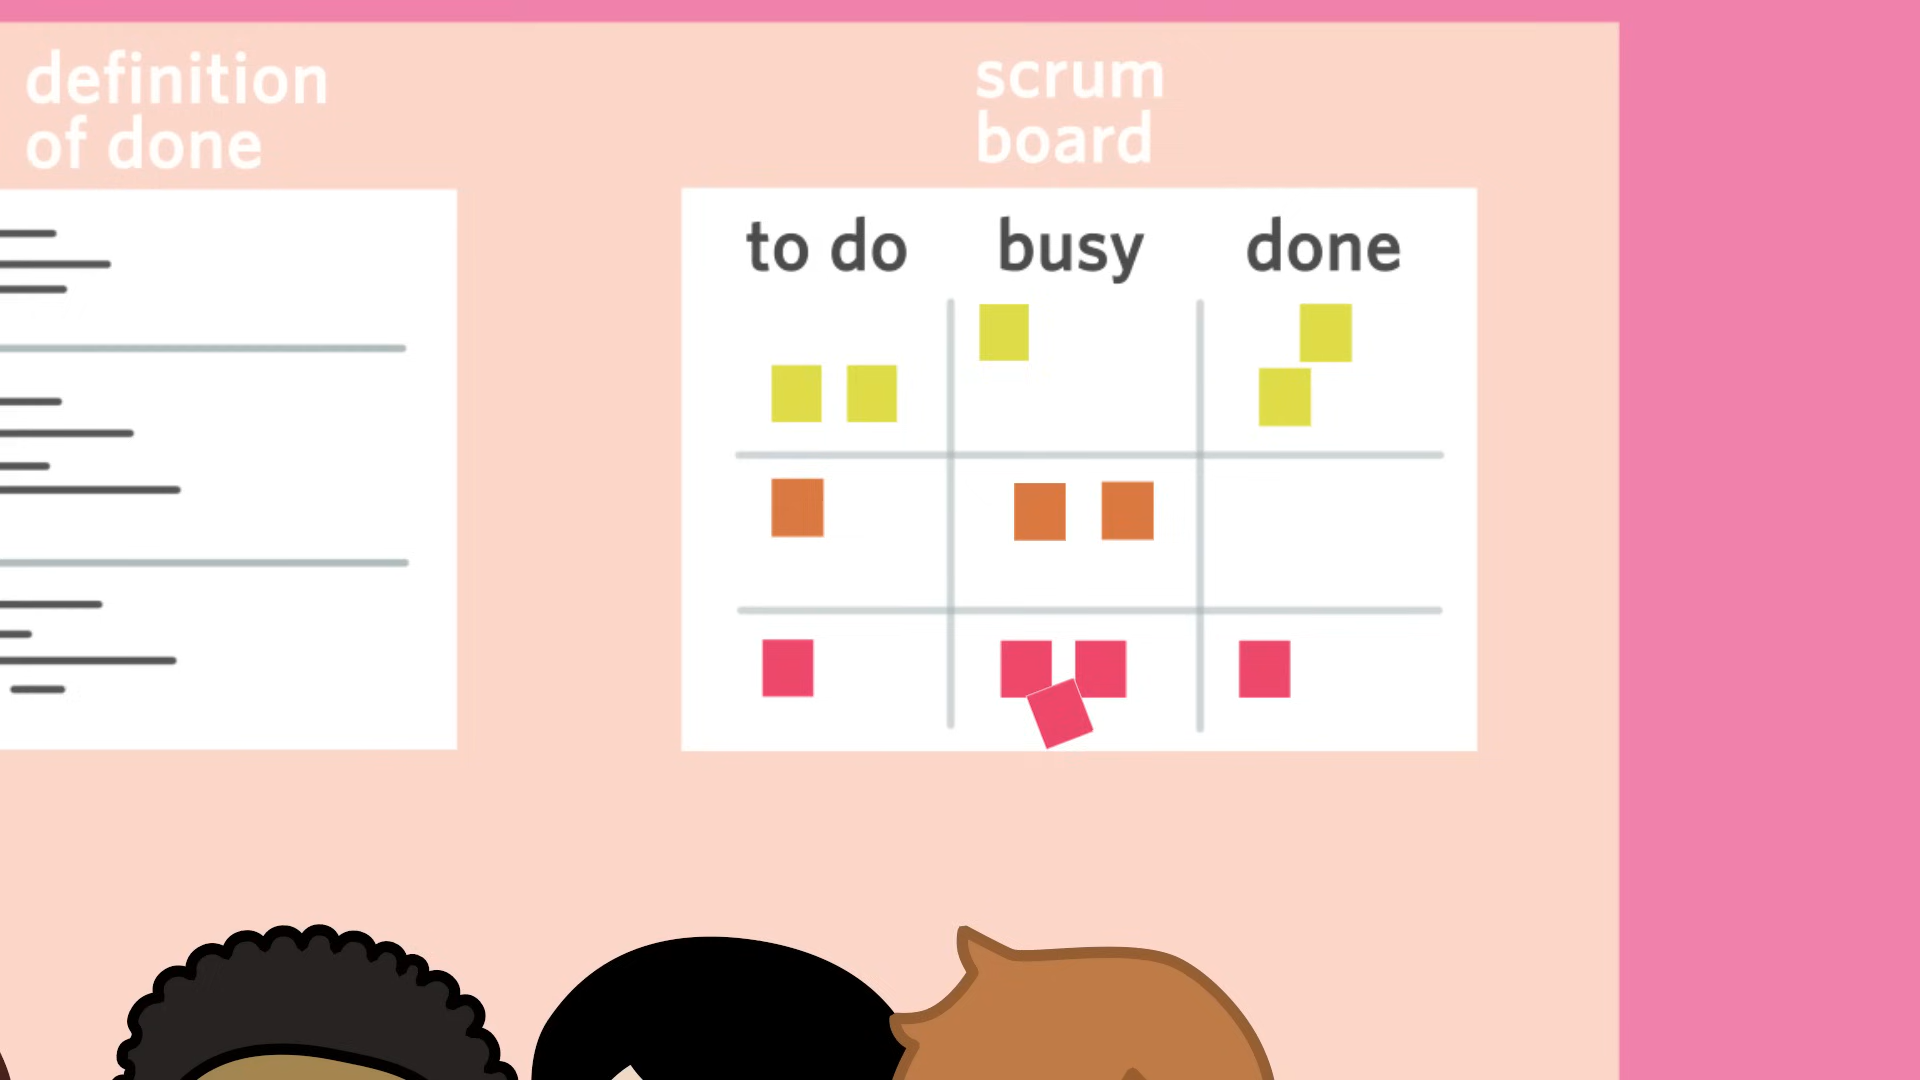 definition
of done
scrum
board
to do
busy
done